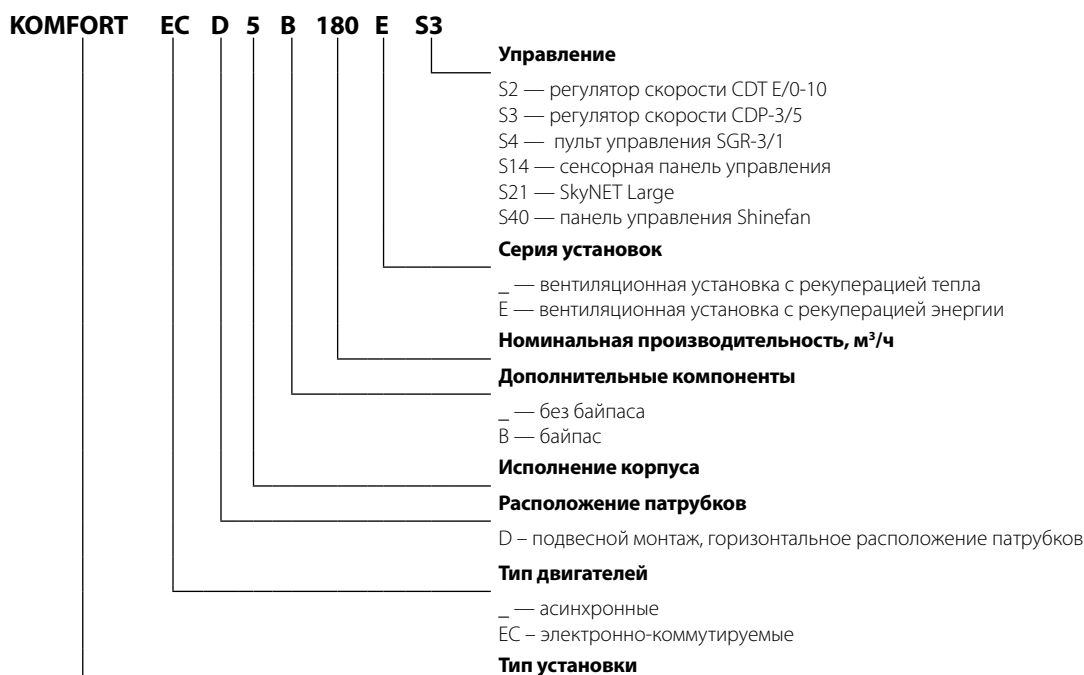 KOMFORT EC D 5 B 180 E S3
Управление
S2 — регулятор скорости CDT E/0-10
S3 — регулятор скорости CDP-3/5
S4 — пульт управления SGR-3/1
S14 — сенсорная панель управления
S21 — SkyNET Large
S40 — панель управления Shinefan
Серия установок
_ — вентиляционная установка с рекуперацией тепла
E — вентиляционная установка с рекуперацией энергии
Номинальная производительность, м³/ч
Дополнительные компоненты
_ — без байпаса
B — байпас
Исполнение корпуса
Расположение патрубков
D – подвесной монтаж, горизонтальное расположение патрубков
Тип двигателей
_ — асинхронные
EC – электронно-коммутируемые
Тип установки